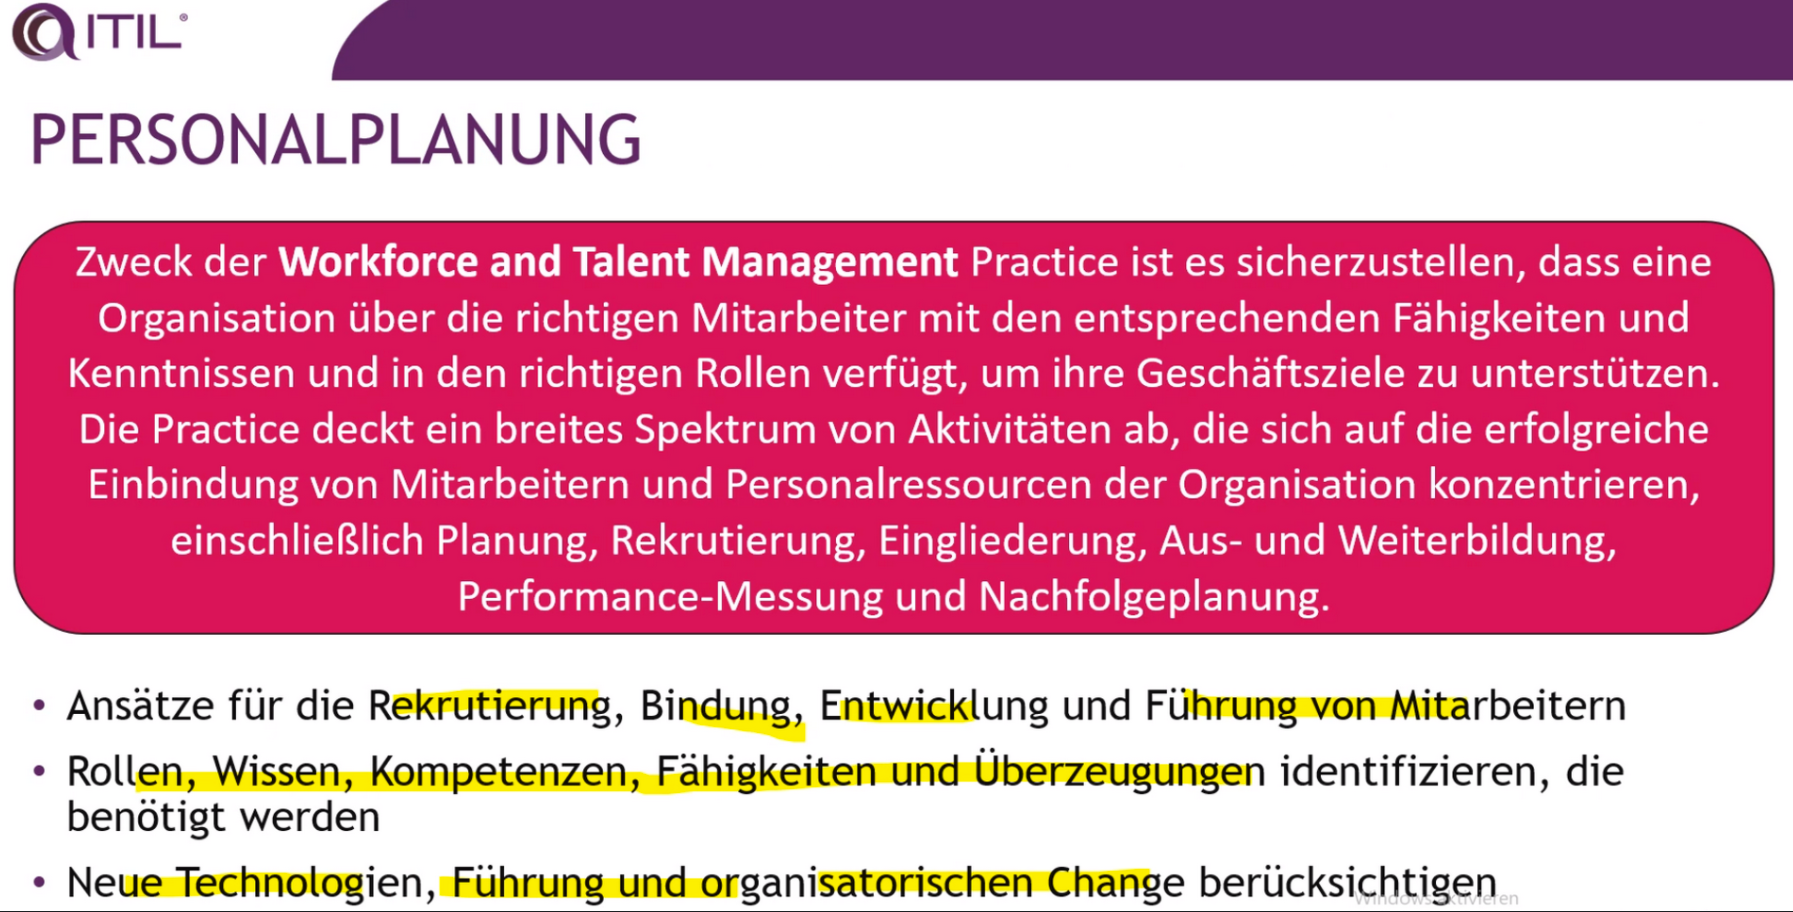 ITIL®
PERSONALPLANUNG
Zweck der Workforce and Talent Management Practice ist es sicherzustellen, dass eine
Organisation über die richtigen Mitarbeiter mit den entsprechenden Fähigkeiten und
Kenntnissen und in den richtigen Rollen verfügt, um ihre Geschäftsziele zu unterstützen.
Die Practice deckt ein breites Spektrum von Aktivitäten ab, die sich auf die erfolgreiche
Einbindung von Mitarbeitern und Personalressourcen der Organisation konzentrieren,
einschließlich Planung, Rekrutierung, Eingliederung, Aus- und Weiterbildung,
Performance-Messung und Nachfolgeplanung.
• Ansätze für die Rekrutierung, Bindung, Entwicklung und Führung von Mitarbeitern
• Rollen, Wissen, Kompetenzen, Fähigkeiten und Überzeugungen identifizieren, die
benötigt werden
• Neue Technologien, Führung und organisatorischen Change berücksichtigen
Windows aktivieren